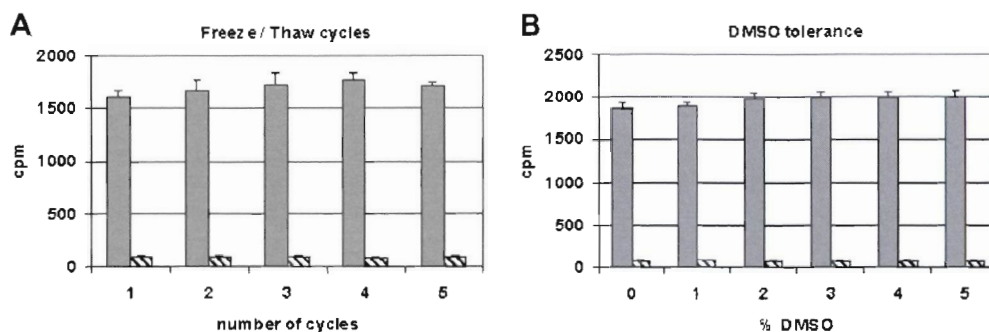 A
Freeze / Thaw cycles
2000
1500
1000
500
0
cpm
1 2 3 4 5
number of cycles
B
DMSO tolerance
2500
2000
1500
1000
500
0
cpm
0 1 2 3 4 5
% DMSO